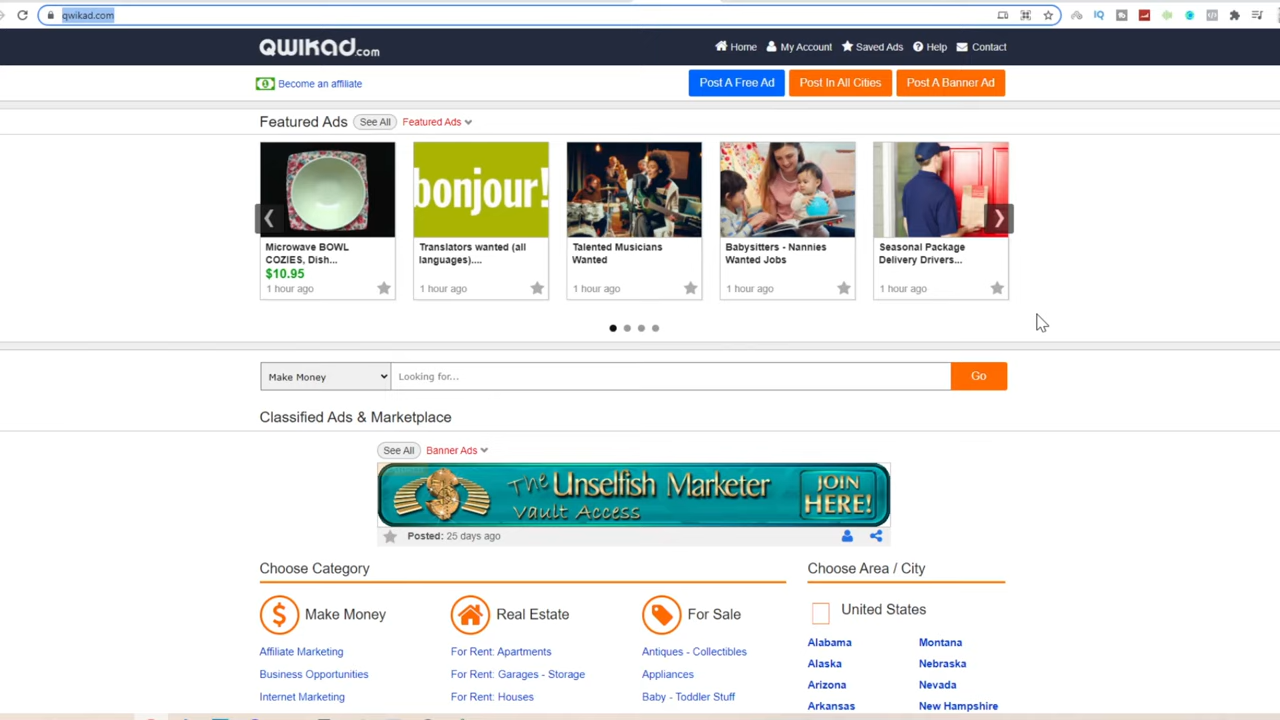 qwikad.com
QWIKAD.com
Home My Account Saved Ads Help Contact
Become an affiliate
Post A Free Ad Post In All Cities Post A Banner Ad
Featured Ads See All Featured Ads
bonjour!
Microwave BOWL
COZIES, Dish...
$10.95
1 hour ago
Translators wanted (all
languages)....
1 hour ago
Talented Musicians
Wanted
1 hour ago
Babysitters - Nannies
Wanted Jobs
1 hour ago
Seasonal Package
Delivery Drivers...
1 hour ago
Make Money Looking for... Go
Classified Ads & Marketplace
See All Banner Ads
The Unselfish Marketer
Vault Access
JOIN
HERE!
Posted: 25 days ago
Choose Category
Make Money
Affiliate Marketing
Business Opportunities
Internet Marketing
Real Estate
For Rent: Apartments
For Rent: Garages - Storage
For Rent: Houses
For Sale
Antiques - Collectibles
Appliances
Baby - Toddler Stuff
Choose Area / City
United States
Alabama Montana
Alaska Nebraska
Arizona Nevada
Arkansas New Hampshire